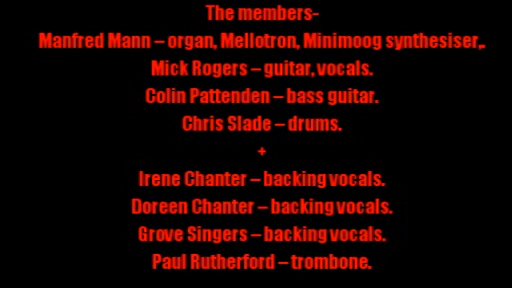 The members-
Manfred Mann – organ, Mellotron, Minimoog synthesiser,.
Mick Rogers – guitar, vocals.
Colin Pattenden – bass guitar.
Chris Slade – drums.
+
Irene Chanter – backing vocals.
Doreen Chanter – backing vocals.
Grove Singers – backing vocals.
Paul Rutherford – trombone.